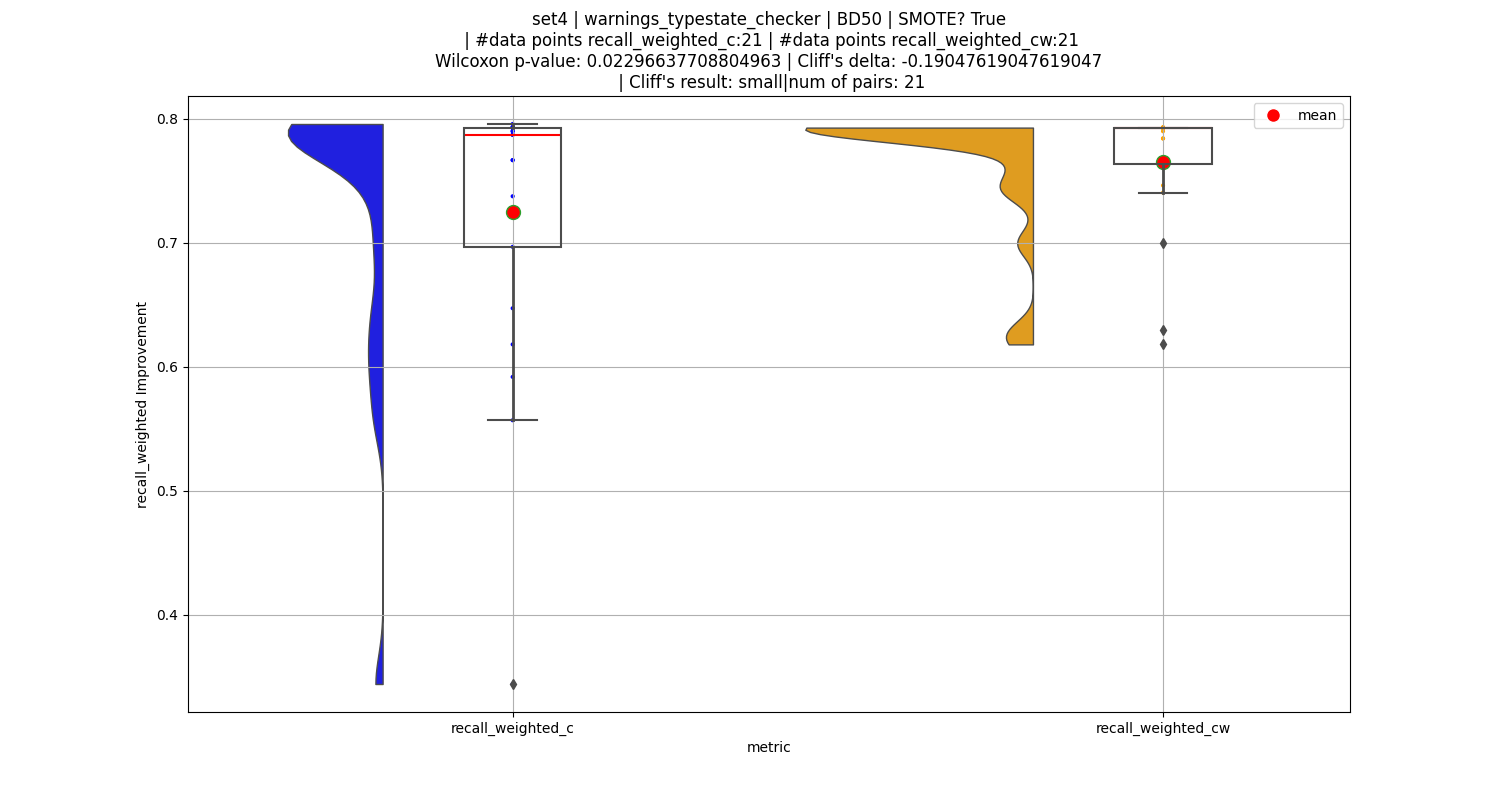 set4 | warnings_typestate_checker | BD50 | SMOTE? True
| #data points recall_weighted_c:21 | #data points recall_weighted_cw:21
Wilcoxon p-value: 0.02296637708804963 | Cliff's delta: -0.19047619047619047
| Cliff's result: small|num of pairs: 21
mean
0.8
0.7
0.6
0.5
0.4
recall_weighted Improvement
recall_weighted_c
recall_weighted_cw
metric